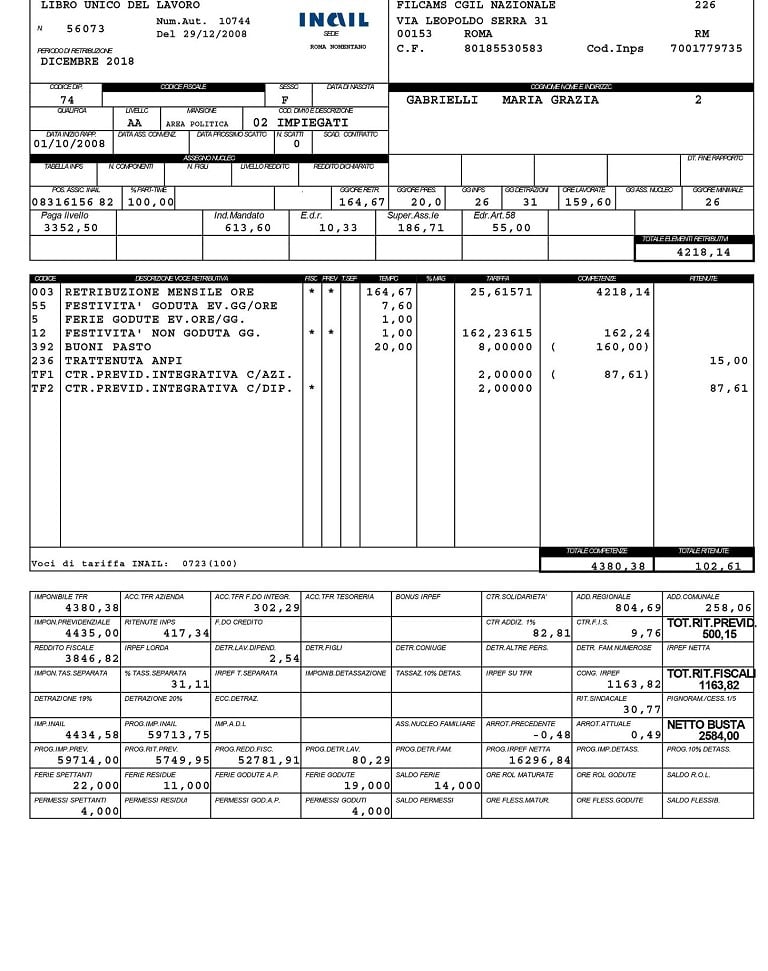 LIBRO UNICO DEL LAVORO
N 56073
Num.Aut. 10744
Del 29/12/2008
INAIL
SEDE
ROMA NOMENTANO
PERIODO DI RETRIBUZIONE
DICEMBRE 2018
FILCAMS CGIL NAZIONALE 226
VIA LEOPOLDO SERRA 31
00153 ROMA RM
C.F. 80185530583 Cod.Inps 7001779735
CODICE DIP. CODICE FISCALE SESSO DATA DI NASCITA COGNOME NOME E INDIRIZZO
74 F GABRIELLI MARIA GRAZIA 2
QUALIFICA LIVELLO MANSIONE COD. DM10 E DESCRIZIONE
AA AREA POLITICA 02 IMPIEGATI
DATA INIZIO RAPP. DATA ASS. CONVENZ. DATA PROSSIMO SCATTO N. SCATTI SCAD. CONTRATTO
01/10/2008 0
ASSEGNO NUCLEO DT. FINE RAPPORTO
TABELLA INPS N. COMPONENTI N. FIGLI LIVELLO REDDITO REDDITO DICHIARATO
POS. ASSIC. INAIL % PART-TIME GG/ORE RETR. GG/ORE PRES. GG INPS GG DETRAZIONI ORE LAVORATE GG ASS. NUCLEO GG/ORE MINIMALE
08316156 82 100,00 164,67 20,0 26 31 159,60 26
Paga livello Ind.Mandato E.d.r. Super.Ass.le Edr.Art.58
3352,50 613,60 10,33 186,71 55,00
TOTALE ELEMENTI RETRIBUTIVI
4218,14
CODICE DESCRIZIONE VOCE RETRIBUTIVA FISC PREV T.SEP TEMPO % MAG TARIFFA COMPETENZE RITENUTE
003 RETRIBUZIONE MENSILE ORE * * 164,67 25,61571 4218,14
55 FESTIVITA' GODUTA EV.GG/ORE 7,60
5 FERIE GODUTE EV.ORE/GG. 1,00
12 FESTIVITA' NON GODUTA GG. * * 1,00 162,23615 162,24
392 BUONI PASTO 20,00 8,00000 ( 160,00)
236 TRATTENUTA ANPI 15,00
TF1 CTR.PREVID.INTEGRATIVA C/AZI. 2,00000 ( 87,61)
TF2 CTR.PREVID.INTEGRATIVA C/DIP. * 2,00000 87,61
TOTALE COMPETENZE TOTALE RITENUTE
Voci di tariffa INAIL: 0723(100) 4380,38 102,61
IMPONIBILE TFR ACC.TFR AZIENDA ACC.TFR F.DO INTEGR. ACC.TFR TESORERIA BONUS IRPEF CTR.SOLIDARIETA' ADD.REGIONALE ADD.COMUNALE
4380,38 302,29 804,69 258,06
IMPON.PREVIDENZIALE RITENUTE INPS F.DO CREDITO CTR ADDIZ. 1% CTR.F.I.S. TOT.RIT.PREVID.
4435,00 417,34 82,81 9,76 500,15
REDDITO FISCALE IRPEF LORDA DETR.LAV.DIPEND. DETR.FIGLI DETR.CONIUGE DETR.ALTRE PERS. DETR. FAM.NUMEROSE IRPEF NETTA
3846,82 2,54
IMPON.TAS.SEPARATA % TASS.SEPARATA IRPEF T.SEPARATA IMPONIB.DETASSAZIONE TASSAZ.10% DETAS. IRPEF SU TFR CONG. IRPEF TOT.RIT.FISCALI
31,11 1163,82 1163,82
DETRAZIONE 19% DETRAZIONE 20% ECC.DETRAZ. RIT.SINDACALE PIGNORAM./CESS.1/5
30,77
IMP.INAIL PROG.IMP.INAIL IMP.A.D.L ASS.NUCLEO FAMILIARE ARROT.PRECEDENTE ARROT.ATTUALE NETTO BUSTA
4434,58 59713,75 -0,48 0,49 2584,00
PROG.IMP.PREV. PROG.RIT.PREV. PROG.REDD.FISC. PROG.DETR.LAV. PROG.DETR.FAM. PROG.IRPEF NETTA PROG.IMP.DETASS. PROG.10% DETASS.
59714,00 5749,95 52781,91 80,29 16296,84
FERIE SPETTANTI FERIE RESIDUE FERIE GODUTE A.P. FERIE GODUTE SALDO FERIE ORE ROL MATURATE ORE ROL GODUTE SALDO R.O.L.
22,000 11,000 19,000 14,000
PERMESSI SPETTANTI PERMESSI RESIDUI PERMESSI GOD.A.P. PERMESSI GODUTI SALDO PERMESSI ORE FLESS.MATUR. ORE FLESS.GODUTE SALDO FLESSIB.
4,000 4,000